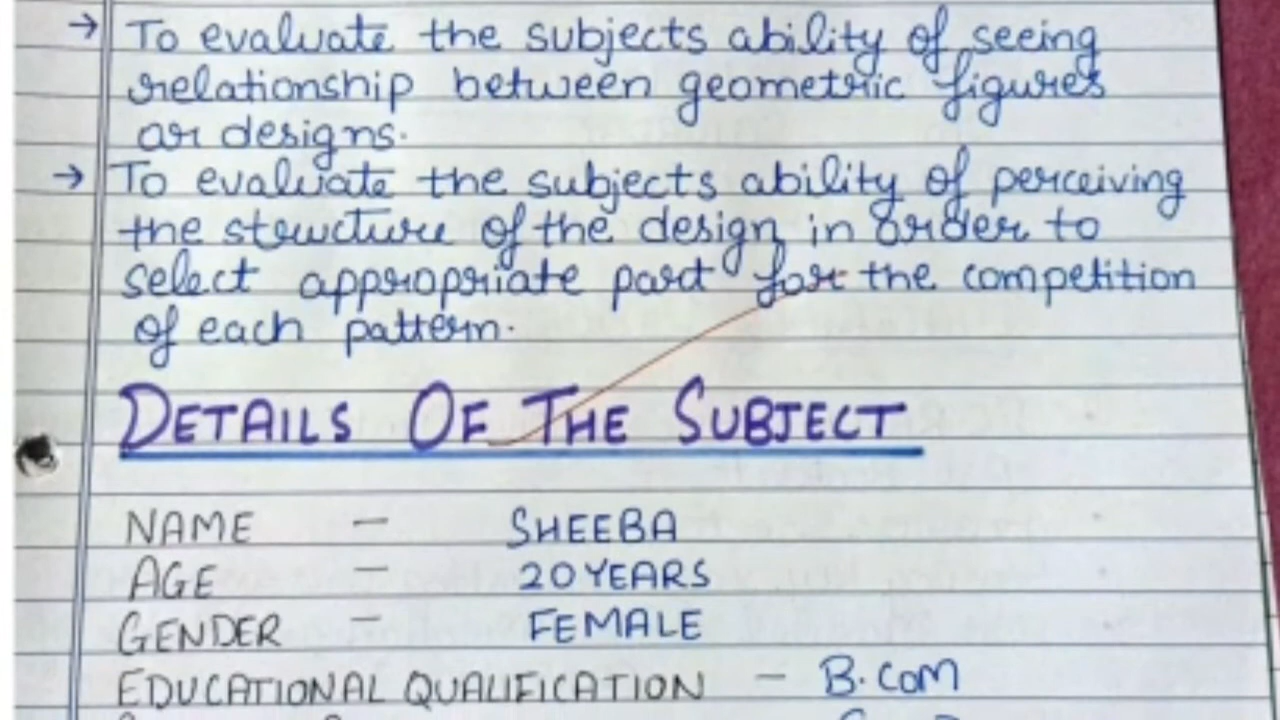 → To evaluate the subjects ability of seeing
relationship between geometric figures
or designs.
→ To evaluate the subjects ability of perceiving
the structure of the design in order to
select appropriate part for the competition
of each pattern.
DETAILS OF THE SUBJECT
NAME – SHEEBA
AGE – 20 YEARS
GENDER – FEMALE
EDUCATIONAL QUALIFICATION – B.COM